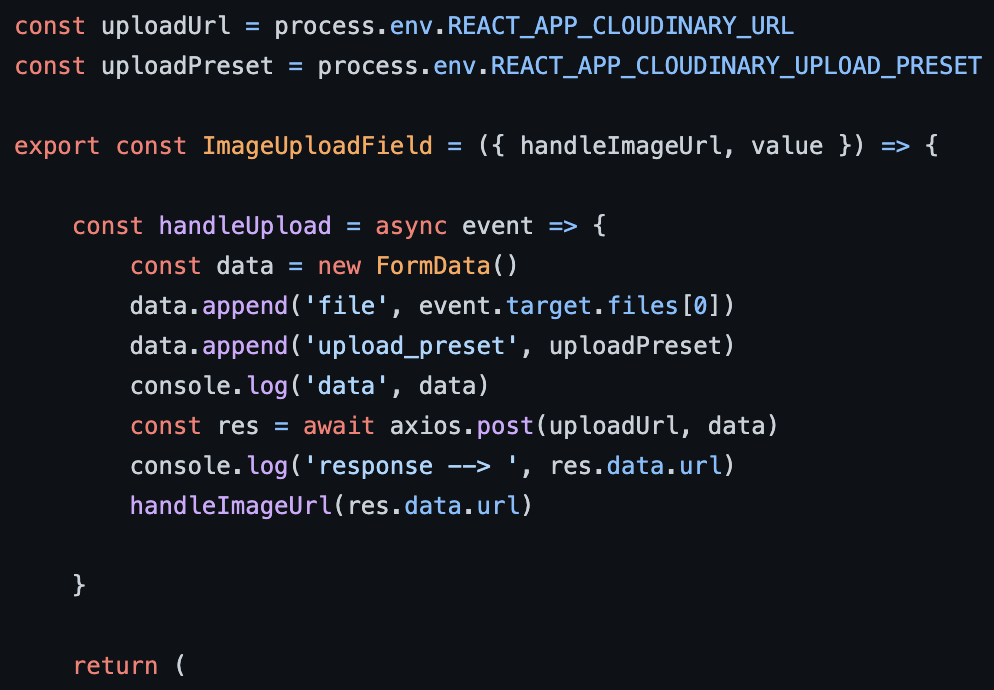 const uploadUrl = process.env.REACT_APP_CLOUDINARY_URL
const uploadPreset = process.env.REACT_APP_CLOUDINARY_UPLOAD_PRESET
export const ImageUploadField = ({ handleImageUrl, value }) => {
const handleUpload = async event => {
const data = new FormData()
data.append('file', event.target.files[0])
data.append('upload_preset', uploadPreset)
console.log('data', data)
const res = await axios.post(uploadUrl, data)
console.log('response --> ', res.data.url)
handleImageUrl(res.data.url)
}
return (